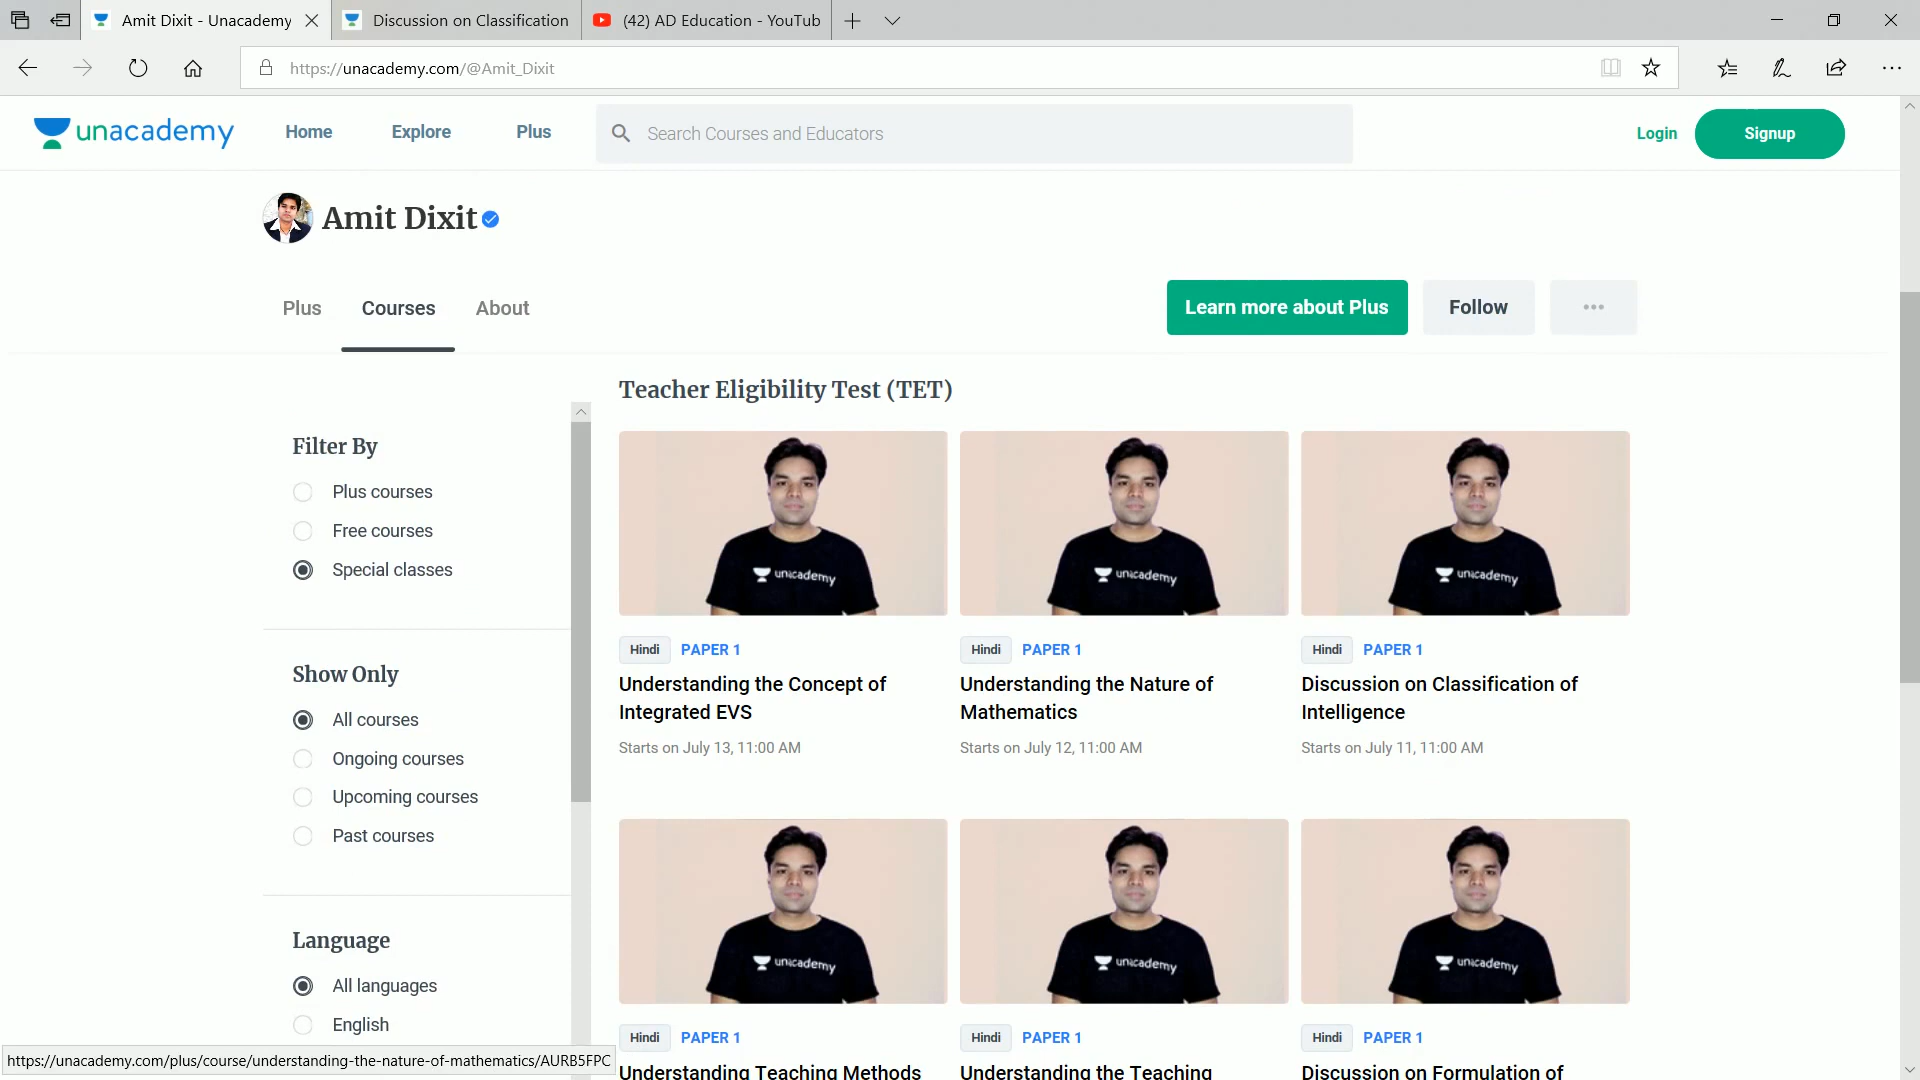 Amit Dixit - Unacademy
Discussion on Classification
(42) AD Education - YouTub
https://unacademy.com/@Amit_Dixit
unacademy
Home
Explore
Plus
Search Courses and Educators
Login
Signup
Amit Dixit
Plus
Courses
About
Learn more about Plus
Follow
Teacher Eligibility Test (TET)
Filter By
Plus courses
Free courses
Special classes
Show Only
All courses
Ongoing courses
Upcoming courses
Past courses
Language
All languages
English
unacademy
unacademy
unacademy
Hindi PAPER 1
Understanding the Concept of
Integrated EVS
Starts on July 13, 11:00 AM
Hindi PAPER 1
Understanding the Nature of
Mathematics
Starts on July 12, 11:00 AM
Hindi PAPER 1
Discussion on Classification of
Intelligence
Starts on July 11, 11:00 AM
unacademy
unacademy
unacademy
Hindi PAPER 1
Understanding Teaching Methods
Hindi PAPER 1
Understanding the Teaching
Hindi PAPER 1
Discussion on Formulation of
https://unacademy.com/plus/course/understanding-the-nature-of-mathematics/AURB5FPC